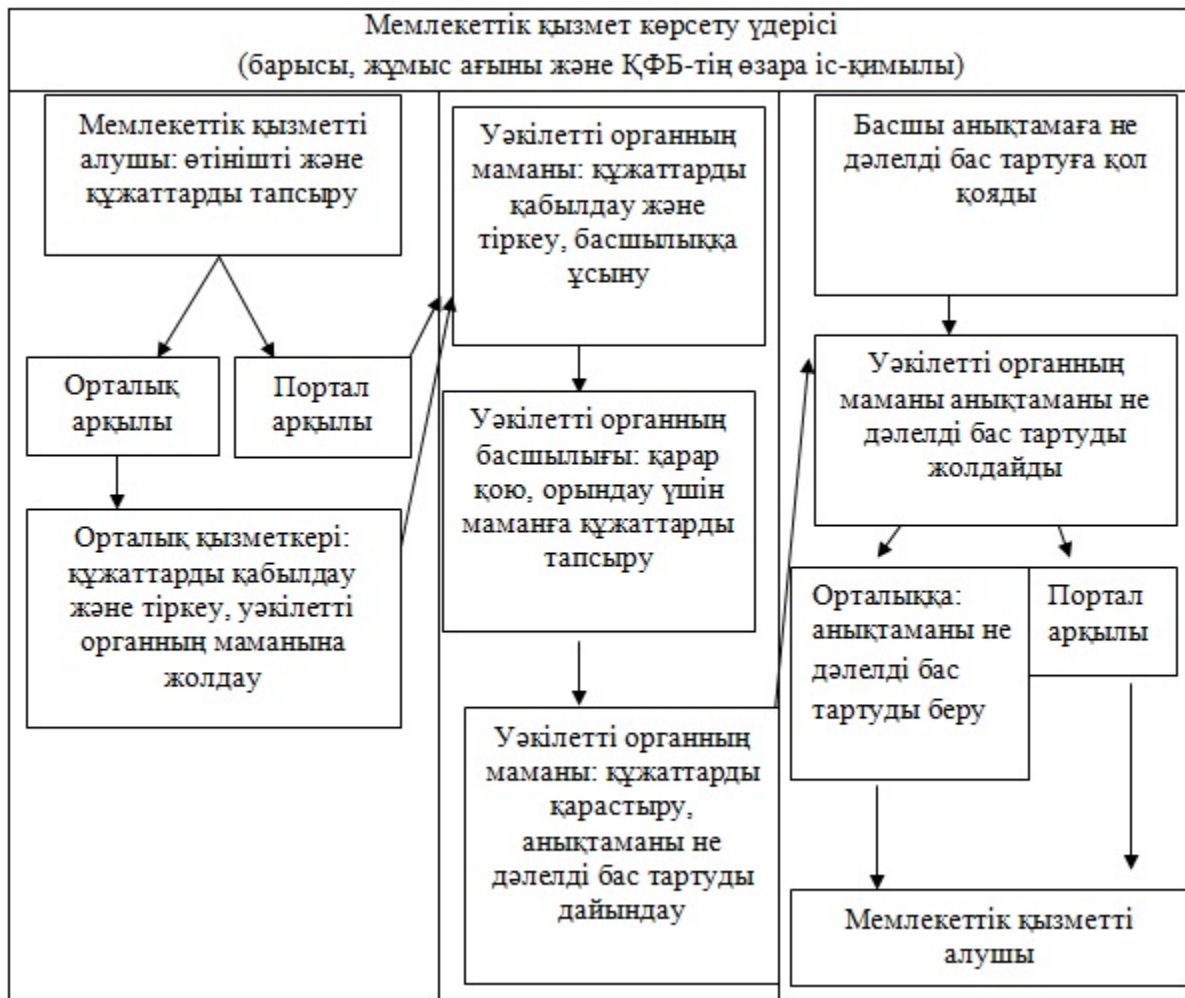 Мемлекеттік қызмет көрсету үдерісі
(барысы, жұмыс ағыны және ҚФБ-тің өзара іс-қимылы)
Мемлекеттік қызметті
алушы: өтінішті және
құжаттарды тапсыру
Орталық
арқылы
Портал
арқылы
Орталық қызметкері:
құжаттарды қабылдау
және тіркеу, уәкілетті
органның маманына
жолдау
Уәкілетті органның
маманы: құжаттарды
қабылдау және
тіркеу, басшылыққа
ұсыну
Уәкілетті органның
басшылығы: қарар
қою, орындау үшін
маманға құжаттарды
тапсыру
Уәкілетті органның
маманы: құжаттарды
қарастыру,
анықтаманы не
дәлелді бас тартуды
дайындау
Басшы анықтамаға не
дәлелді бас тартуға қол
қояды
Уәкілетті органның
маманы анықтаманы не
дәлелді бас тартуды
жолдайды
Орталыққа:
анықтаманы не
дәлелді бас
тартуды беру
Портал
арқылы
Мемлекеттік қызметті
алушы